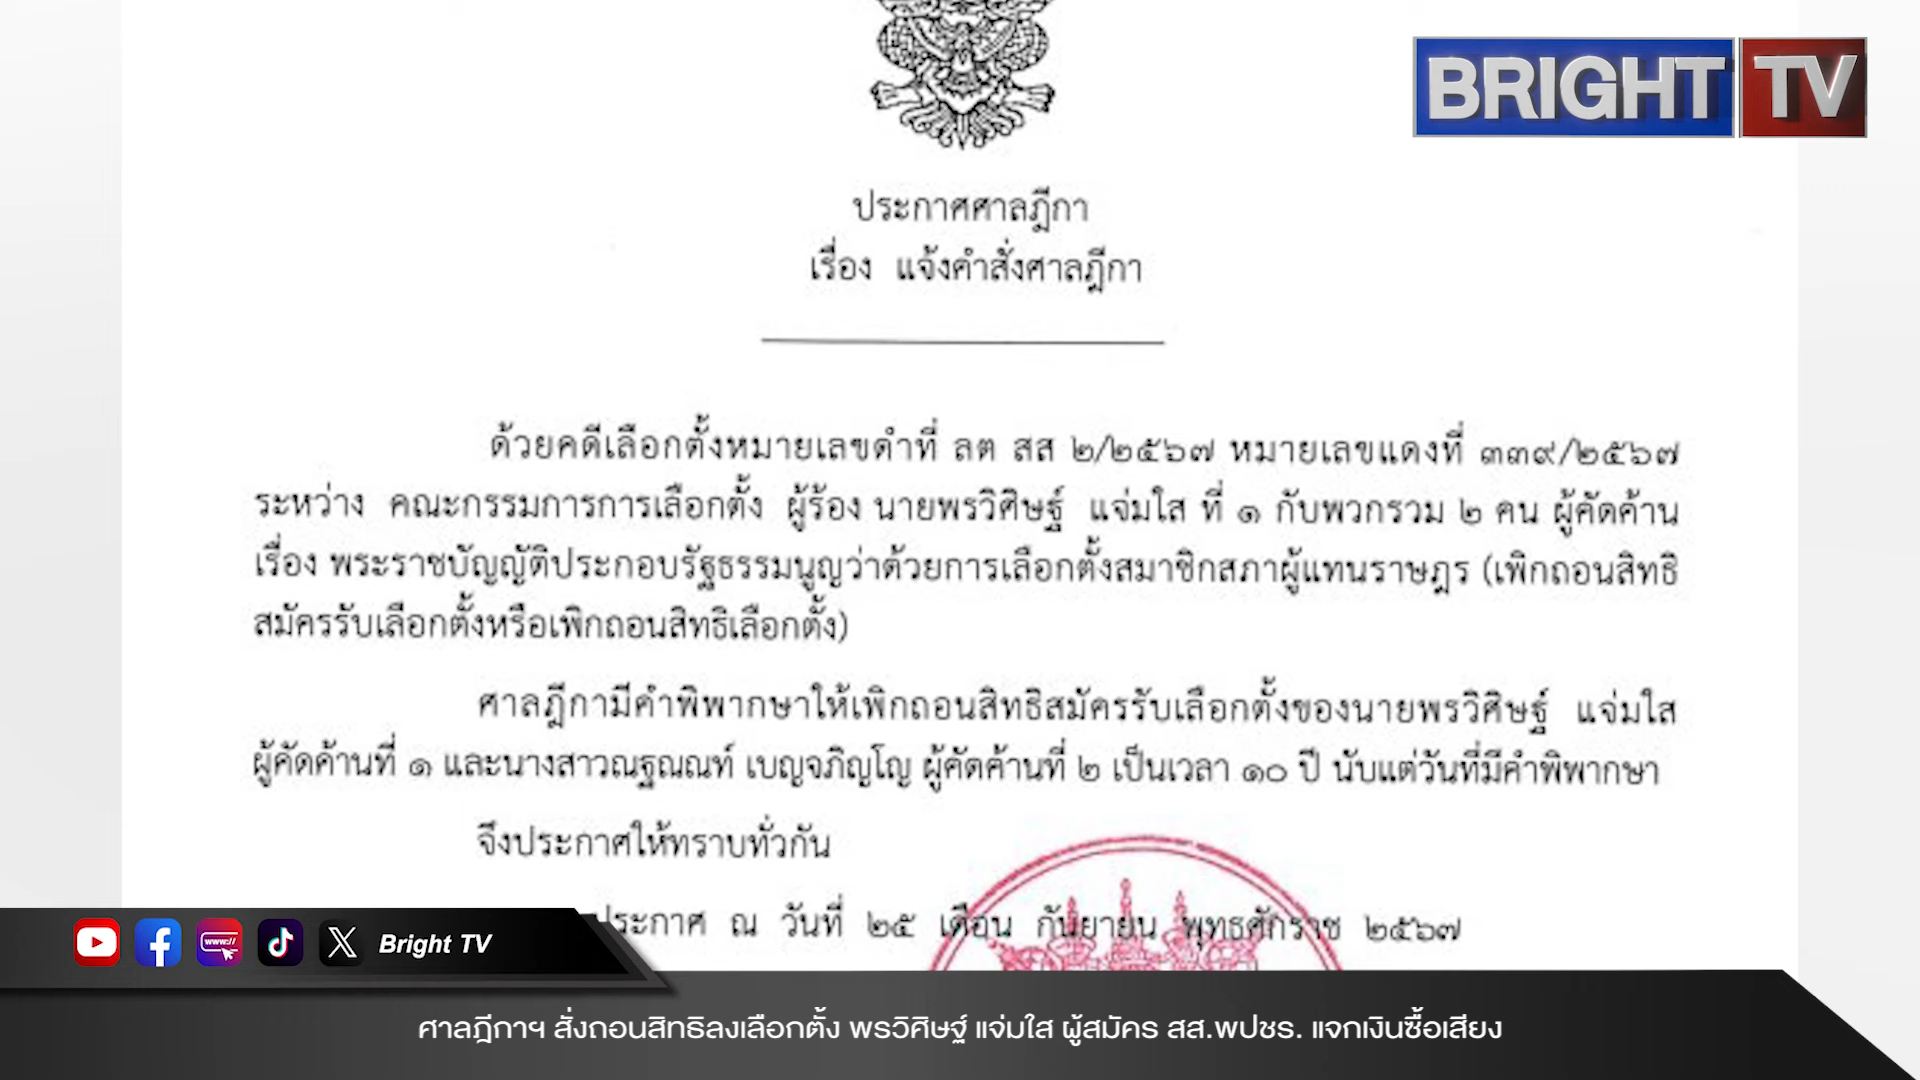 BRIGHT TV
ประกาศศาลฎีกา
เรื่อง แจ้งคำสั่งศาลฎีกา
ด้วยคดีเลือกตั้งหมายเลขดำที่ ลต สส ๒/๒๕๖๗ หมายเลขแดงที่ ๓๓๙/๒๕๖๗
ระหว่าง คณะกรรมการการเลือกตั้ง ผู้ร้อง นายพรวิศิษฐ์ แจ่มใส ที่ ๑ กับพวกรวม ๒ คน ผู้คัดค้าน
เรื่อง พระราชบัญญัติประกอบรัฐธรรมนูญว่าด้วยการเลือกตั้งสมาชิกสภาผู้แทนราษฎร (เพิกถอนสิทธิ
สมัครรับเลือกตั้งหรือเพิกถอนสิทธิเลือกตั้ง)
ศาลฎีกามีคำพิพากษาให้เพิกถอนสิทธิสมัครรับเลือกตั้งของนายพรวิศิษฐ์ แจ่มใส
ผู้คัดค้านที่ ๑ และนางสาวณฐณณท์ เบญจภิญโญ ผู้คัดค้านที่ ๒ เป็นเวลา ๑๐ ปี นับแต่วันที่มีคำพิพากษา
จึงประกาศให้ทราบทั่วกัน
ประกาศ ณ วันที่ ๒๕ เดือน กันยายน พุทธศักราช ๒๕๖๗
www://
Bright TV
ศาลฎีกาฯ สั่งถอนสิทธิลงเลือกตั้ง พรวิศิษฐ์ แจ่มใส ผู้สมัคร สส.พปชร. แจกเงินซื้อเสียง